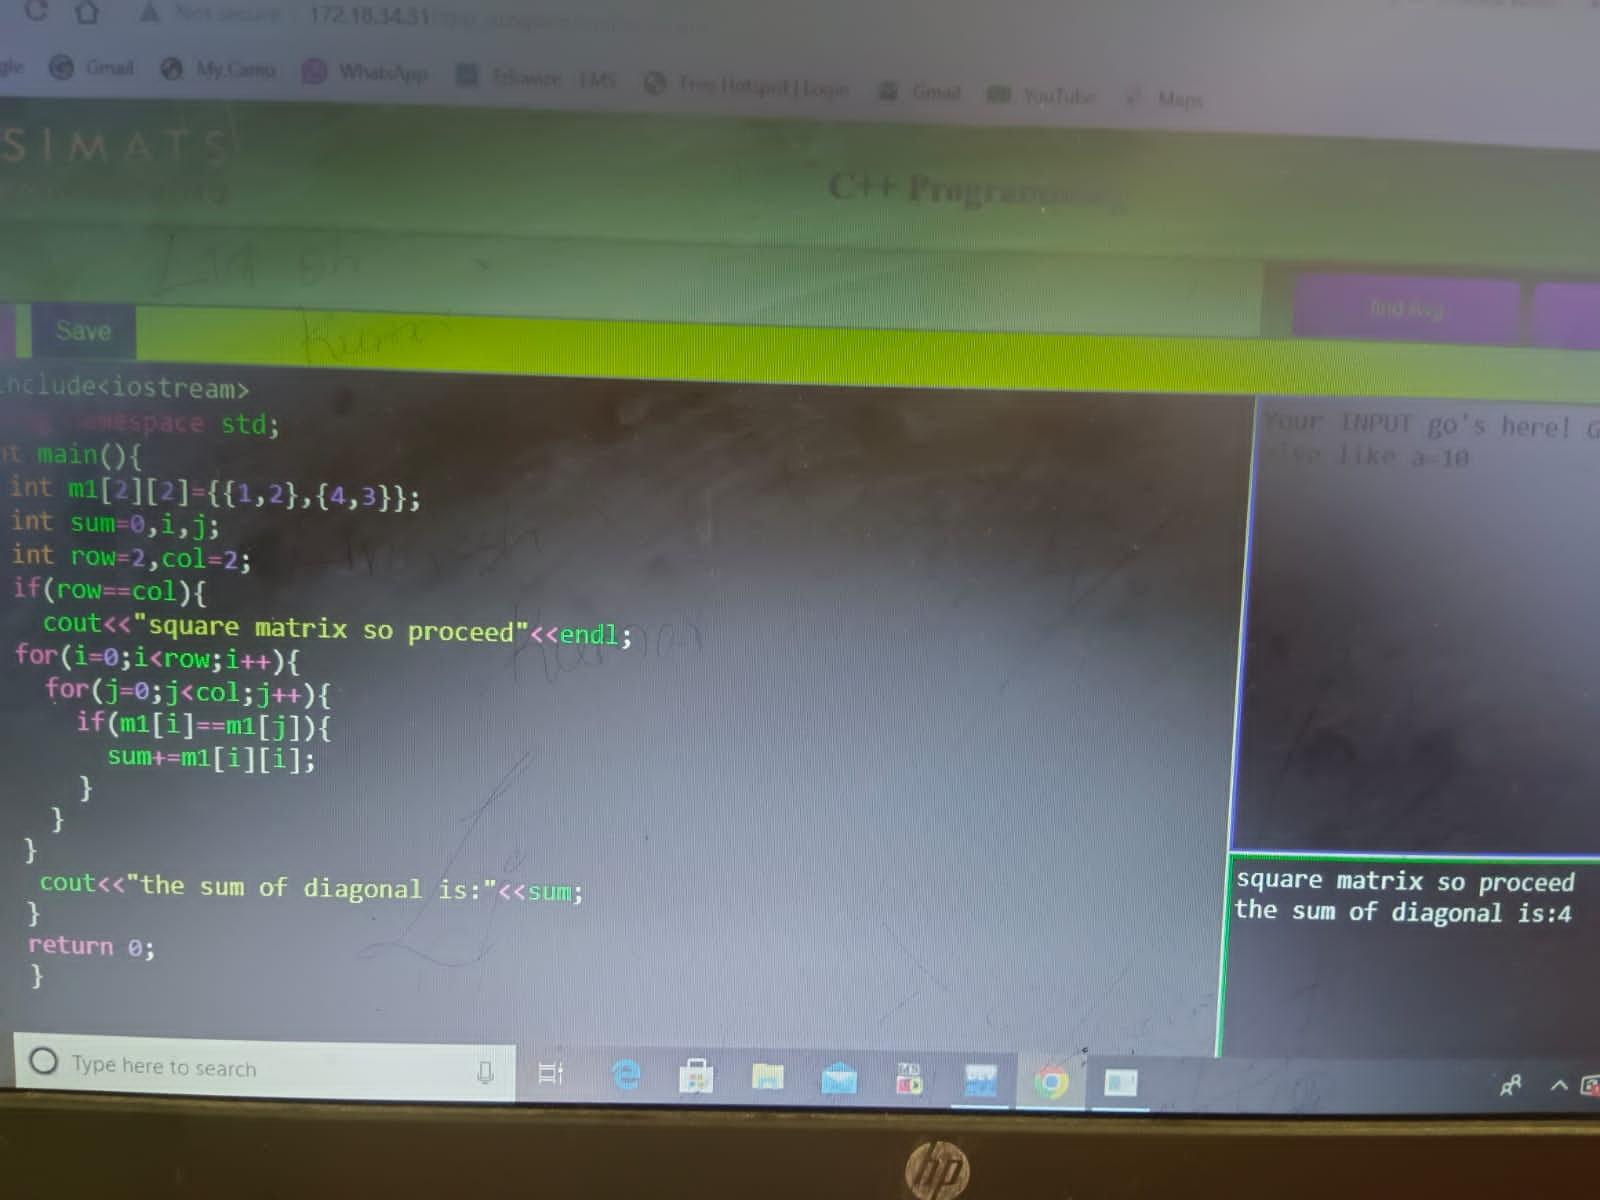 Not secure 172.18.34.31
gle Gmail My Camu WhatsApp LMS Free Hotspot | Login Gmail YouTube Maps
SIMATS
C++ Programming
find Avg
Save
include<iostream>
namespace std;
nt main(){
int m1[2][2]={{1,2},{4,3}};
int sum=0,i,j;
int row=2,col=2;
if(row==col){
cout<<"square matrix so proceed"<<endl;
for(i=0;i<row;i++){
for(j=0;j<col;j++){
if(m1[i]==m1[j]){
sum+=m1[i][i];
}
}
}
cout<<"the sum of diagonal is:"<<sum;
}
return 0;
}
Your INPUT go's here! G
like a=10
square matrix so proceed
the sum of diagonal is:4
Type here to search
hp